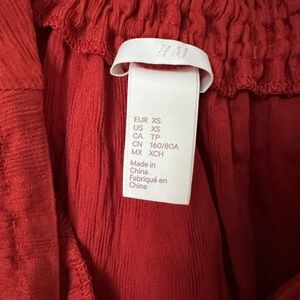 H&M
EUR XS
US XS
CA TP
CN 160/80A
MX XCH
Made in
China
Fabriqué en
Chine